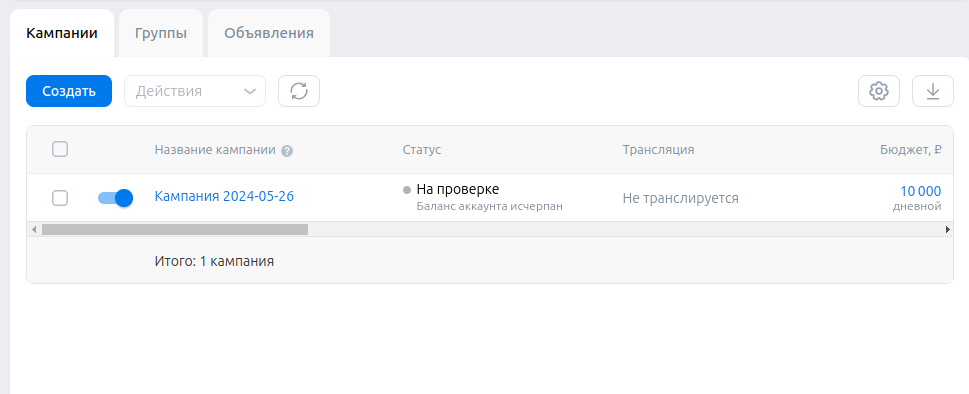 Кампании Группы Объявления
Создать Действия
Название кампании ? Статус Трансляция Бюджет, ₽
Кампания 2024-05-26 На проверке Не транслируется 10 000
Баланс аккаунта исчерпан дневной
Итого: 1 кампания